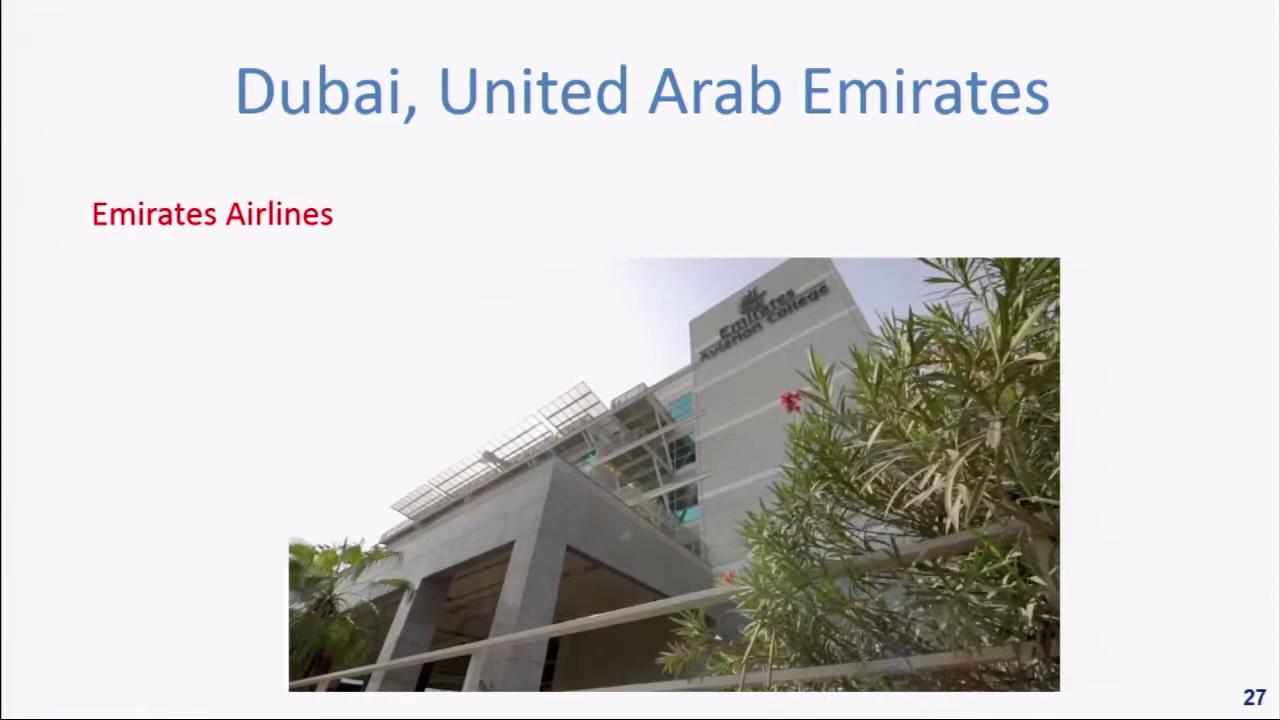 Dubai, United Arab Emirates
Emirates Airlines
Emirates
Aviation College
27